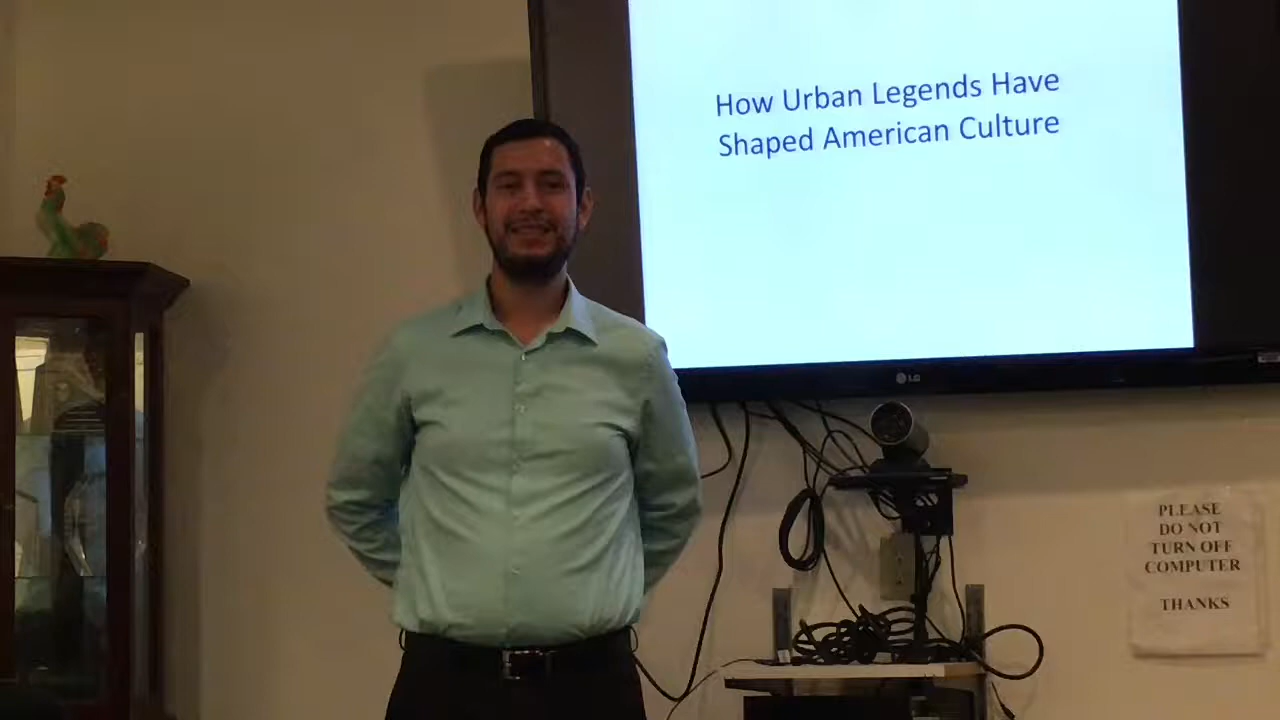 How Urban Legends Have
Shaped American Culture
LG
PLEASE
DO NOT
TURN OFF
COMPUTER
THANKS